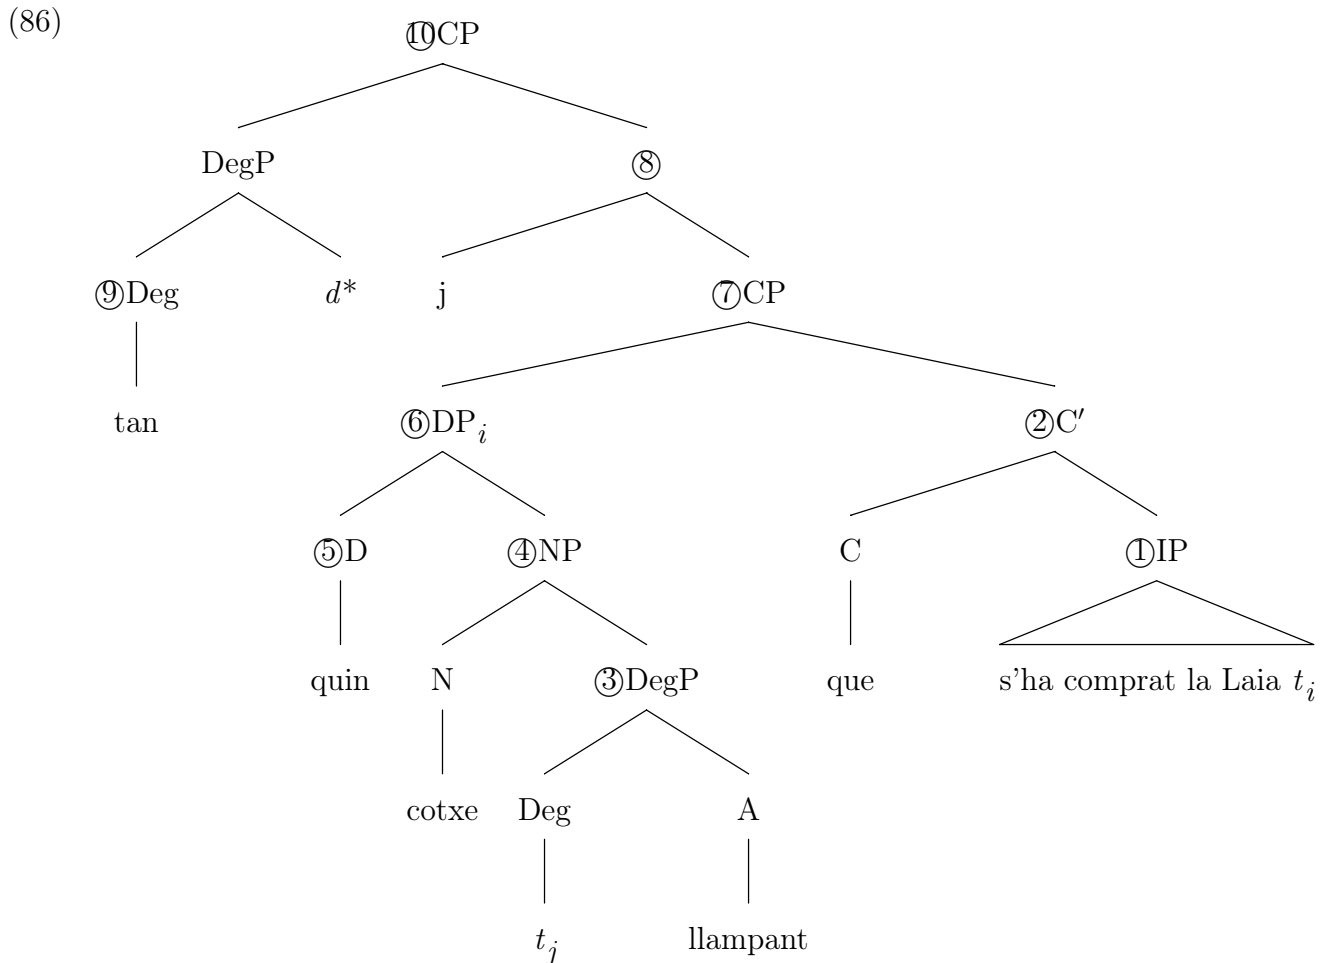 (86)
⑩CP
DegP ⑧
⑨Deg d* j ⑦CP
tan ⑥DP_i ②C′
⑤D ④NP C ①IP
quin N ③DegP que s'ha comprat la Laia t_i
cotxe Deg A
t_j llampant